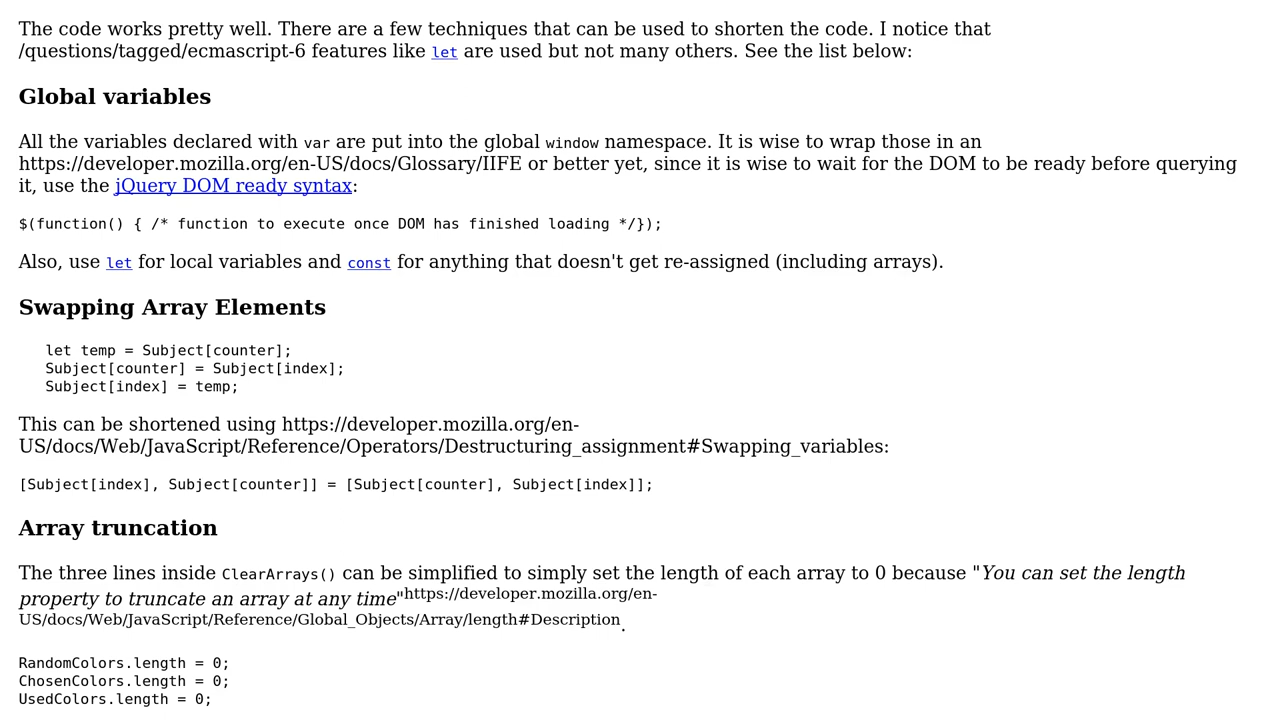 The code works pretty well. There are a few techniques that can be used to shorten the code. I notice that
/questions/tagged/ecmascript-6 features like let are used but not many others. See the list below:
Global variables
All the variables declared with var are put into the global window namespace. It is wise to wrap those in an
https://developer.mozilla.org/en-US/docs/Glossary/IIFE or better yet, since it is wise to wait for the DOM to be ready before querying
it, use the jQuery DOM ready syntax:
$(function() { /* function to execute once DOM has finished loading */});
Also, use let for local variables and const for anything that doesn't get re-assigned (including arrays).
Swapping Array Elements
let temp = Subject[counter];
Subject[counter] = Subject[index];
Subject[index] = temp;
This can be shortened using https://developer.mozilla.org/en-
US/docs/Web/JavaScript/Reference/Operators/Destructuring_assignment#Swapping_variables:
[Subject[index], Subject[counter]] = [Subject[counter], Subject[index]];
Array truncation
The three lines inside ClearArrays() can be simplified to simply set the length of each array to 0 because "You can set the length
property to truncate an array at any time"https://developer.mozilla.org/en-
US/docs/Web/JavaScript/Reference/Global_Objects/Array/length#Description.
RandomColors.length = 0;
ChosenColors.length = 0;
UsedColors.length = 0;